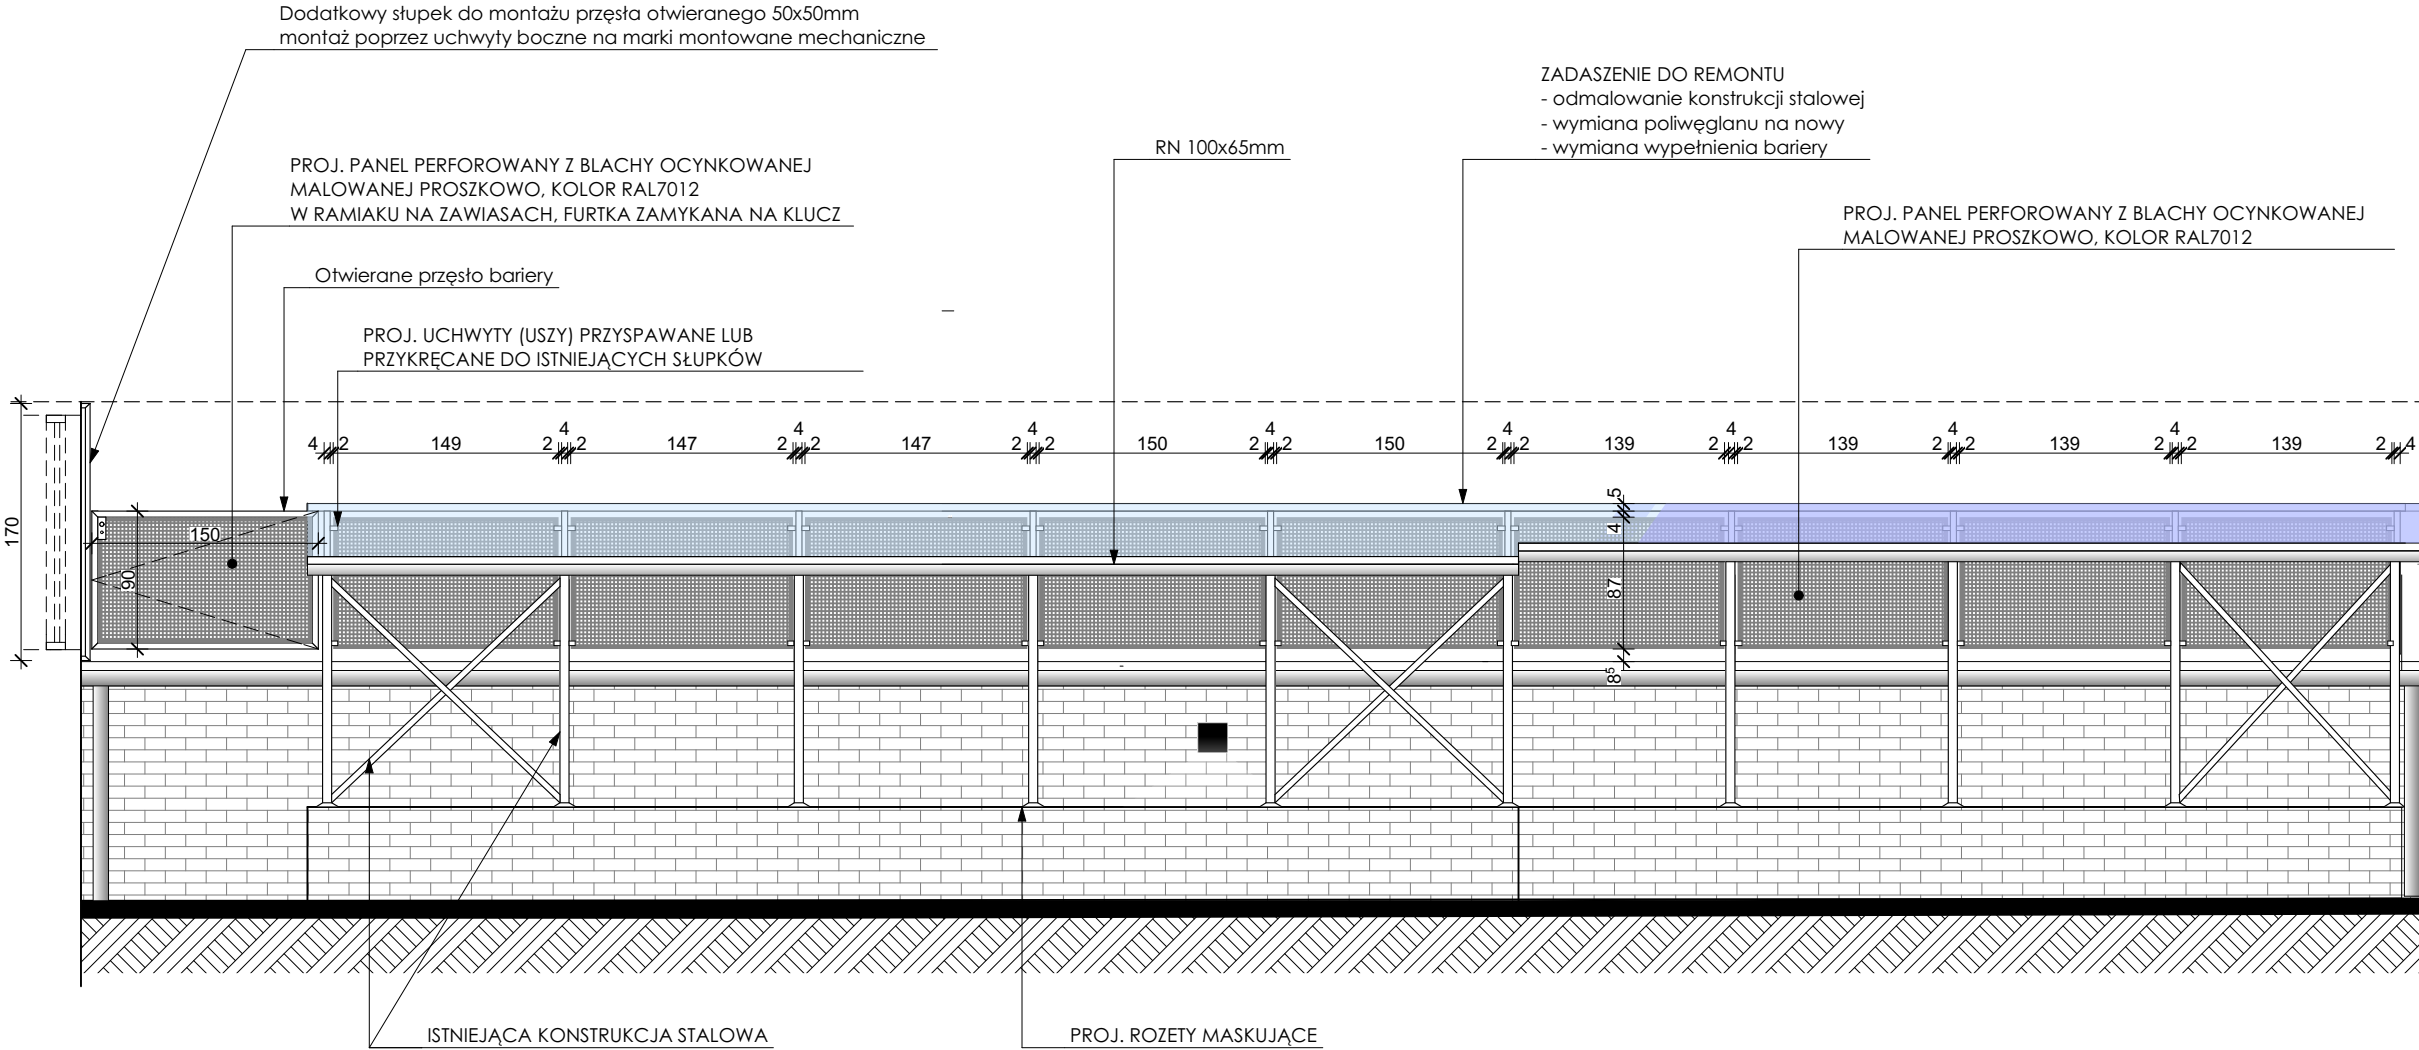 Dodatkowy słupek do montażu przęsła otwieranego 50x50mm
montaż poprzez uchwyty boczne na marki montowane mechaniczne
ZADASZENIE DO REMONTU
- odmalowanie konstrukcji stalowej
- wymiana poliwęglanu na nowy
- wymiana wypełnienia bariery
RN 100x65mm
PROJ. PANEL PERFOROWANY Z BLACHY OCYNKOWANEJ
MALOWANEJ PROSZKOWO, KOLOR RAL7012
W RAMIAKU NA ZAWIASACH, FURTKA ZAMYKANA NA KLUCZ
PROJ. PANEL PERFOROWANY Z BLACHY OCYNKOWANEJ
MALOWANEJ PROSZKOWO, KOLOR RAL7012
Otwierane przęsło bariery
PROJ. UCHWYTY (USZY) PRZYSPAWANE LUB
PRZYKRĘCANE DO ISTNIEJĄCYCH SŁUPKÓW
4 4 4 4 4 4 4 4
4 2 149 2 2 147 2 2 147 2 2 150 2 2 150 2 2 139 2 2 139 2 2 139 2 2 139 2 4
170
150
90
5
4
87
8⁵
ISTNIEJĄCA KONSTRUKCJA STALOWA
PROJ. ROZETY MASKUJĄCE